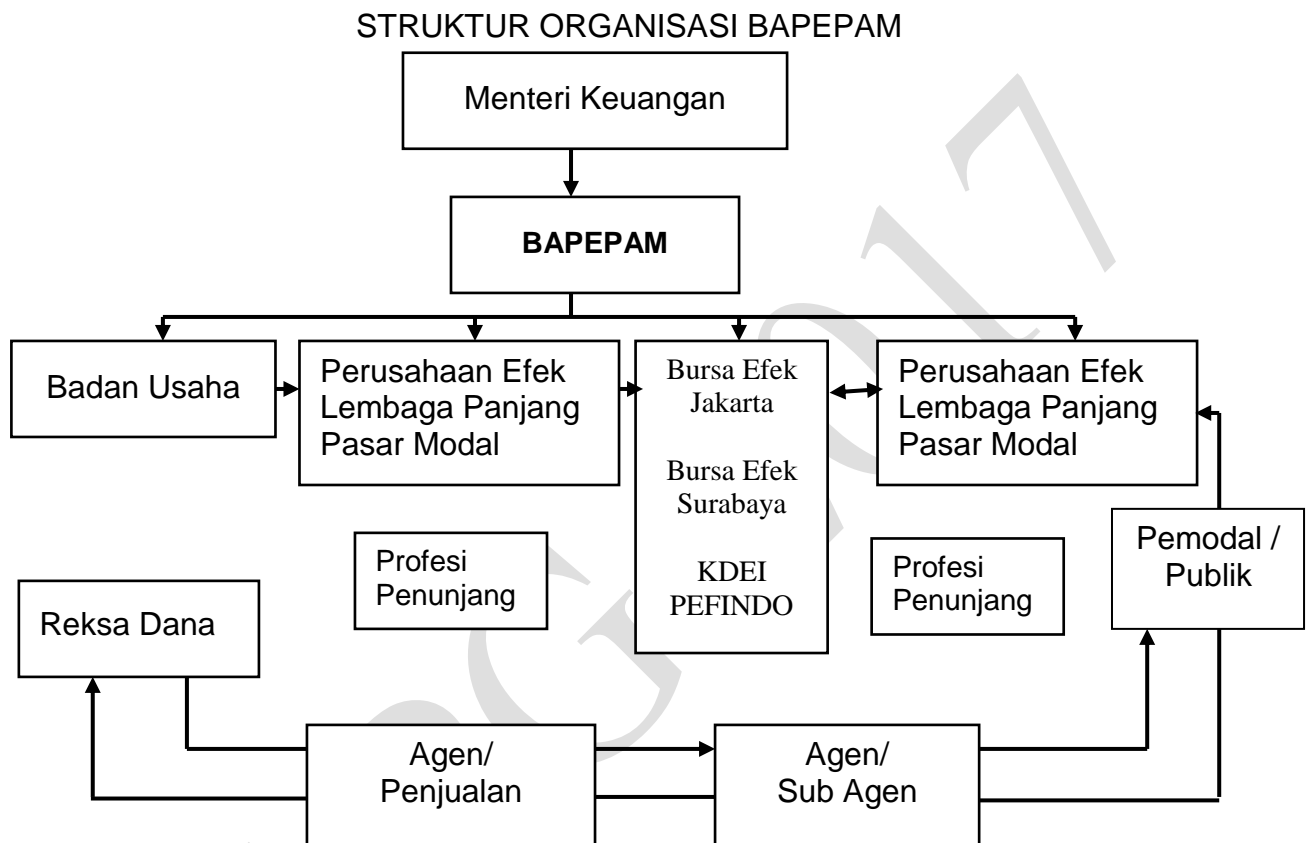 STRUKTUR ORGANISASI BAPEPAM
Menteri Keuangan
BAPEPAM
Badan Usaha
Perusahaan Efek
Lembaga Panjang
Pasar Modal
Bursa Efek
Jakarta
Bursa Efek
Surabaya
KDEI
PEFINDO
Perusahaan Efek
Lembaga Panjang
Pasar Modal
Profesi
Penunjang
Profesi
Penunjang
Pemodal /
Publik
Reksa Dana
Agen/
Penjualan
Agen/
Sub Agen